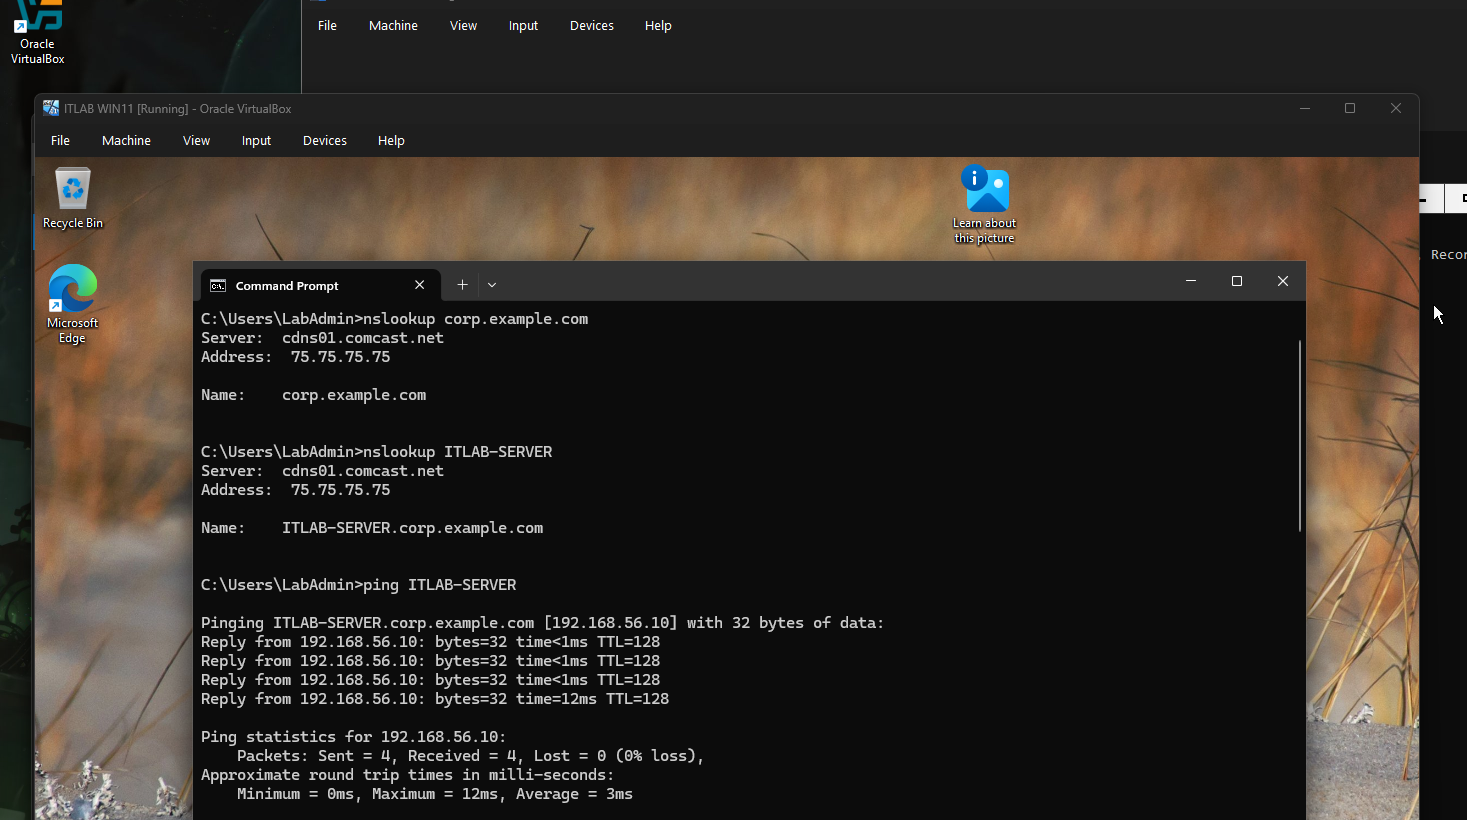 Oracle
VirtualBox
File Machine View Input Devices Help
ITLAB WIN11 [Running] - Oracle VirtualBox
File Machine View Input Devices Help
Recycle Bin
Learn about
this picture
Microsoft
Edge
Recor
Command Prompt
C:\Users\LabAdmin>nslookup corp.example.com
Server:  cdns01.comcast.net
Address:  75.75.75.75
Name:    corp.example.com
C:\Users\LabAdmin>nslookup ITLAB-SERVER
Server:  cdns01.comcast.net
Address:  75.75.75.75
Name:    ITLAB-SERVER.corp.example.com
C:\Users\LabAdmin>ping ITLAB-SERVER
Pinging ITLAB-SERVER.corp.example.com [192.168.56.10] with 32 bytes of data:
Reply from 192.168.56.10: bytes=32 time<1ms TTL=128
Reply from 192.168.56.10: bytes=32 time<1ms TTL=128
Reply from 192.168.56.10: bytes=32 time<1ms TTL=128
Reply from 192.168.56.10: bytes=32 time=12ms TTL=128
Ping statistics for 192.168.56.10:
    Packets: Sent = 4, Received = 4, Lost = 0 (0% loss),
Approximate round trip times in milli-seconds:
    Minimum = 0ms, Maximum = 12ms, Average = 3ms